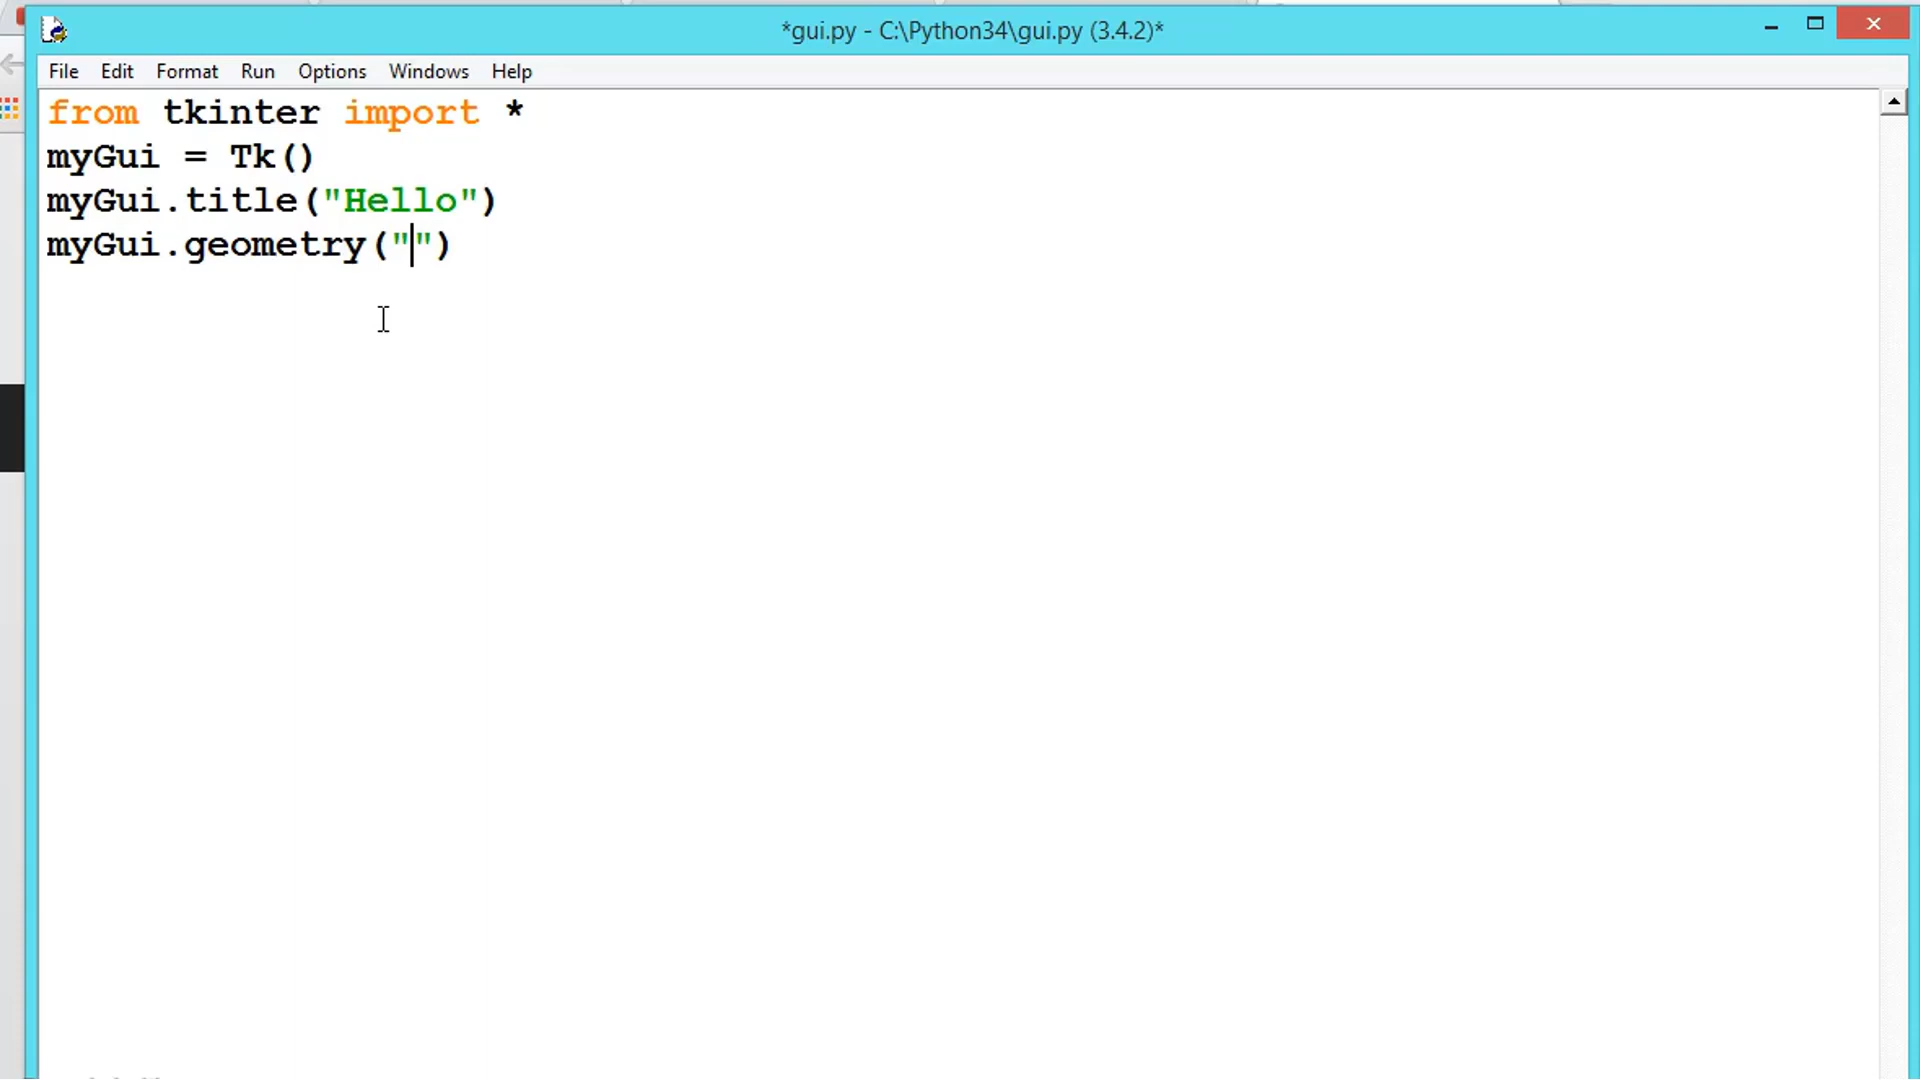 *gui.py - C:\Python34\gui.py (3.4.2)*
File Edit Format Run Options Windows Help
from tkinter import *
myGui = Tk()
myGui.title("Hello")
myGui.geometry("")